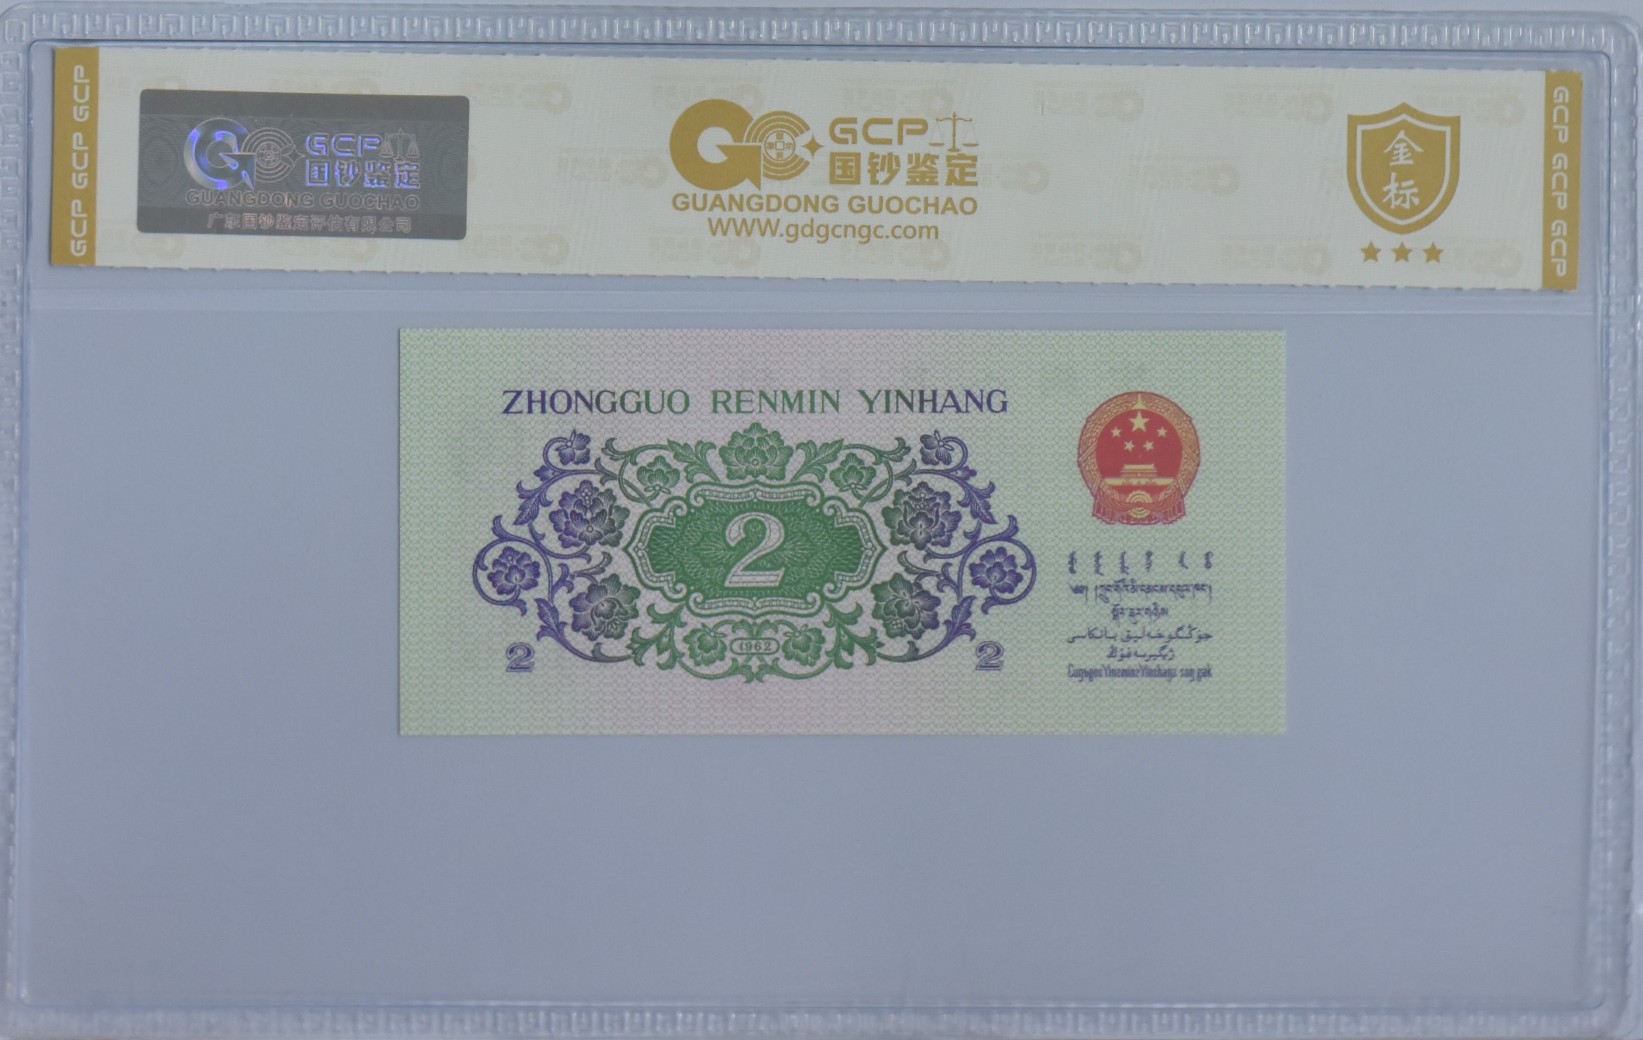 GCP GCP GCP
GCP
国钞鉴定
GUANGDONG GUOCHAO
广东国钞鉴定评估有限公司
GCP
国钞鉴定
GUANGDONG GUOCHAO
WWW.gdgcngc.com
金标
GCP GCP GCP
ZHONGGUO RENMIN YINHANG
2
1962
2 2
جۇڭگوخەلىق بانكاسى